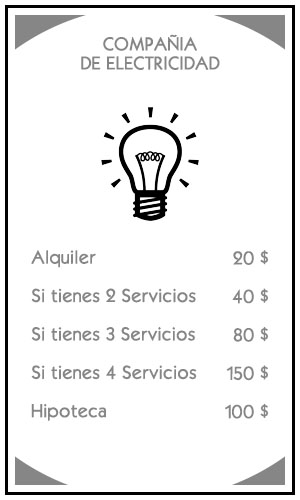 COMPAÑIA
DE ELECTRICIDAD
Alquiler 20 $
Si tienes 2 Servicios 40 $
Si tienes 3 Servicios 80 $
Si tienes 4 Servicios 150 $
Hipoteca 100 $